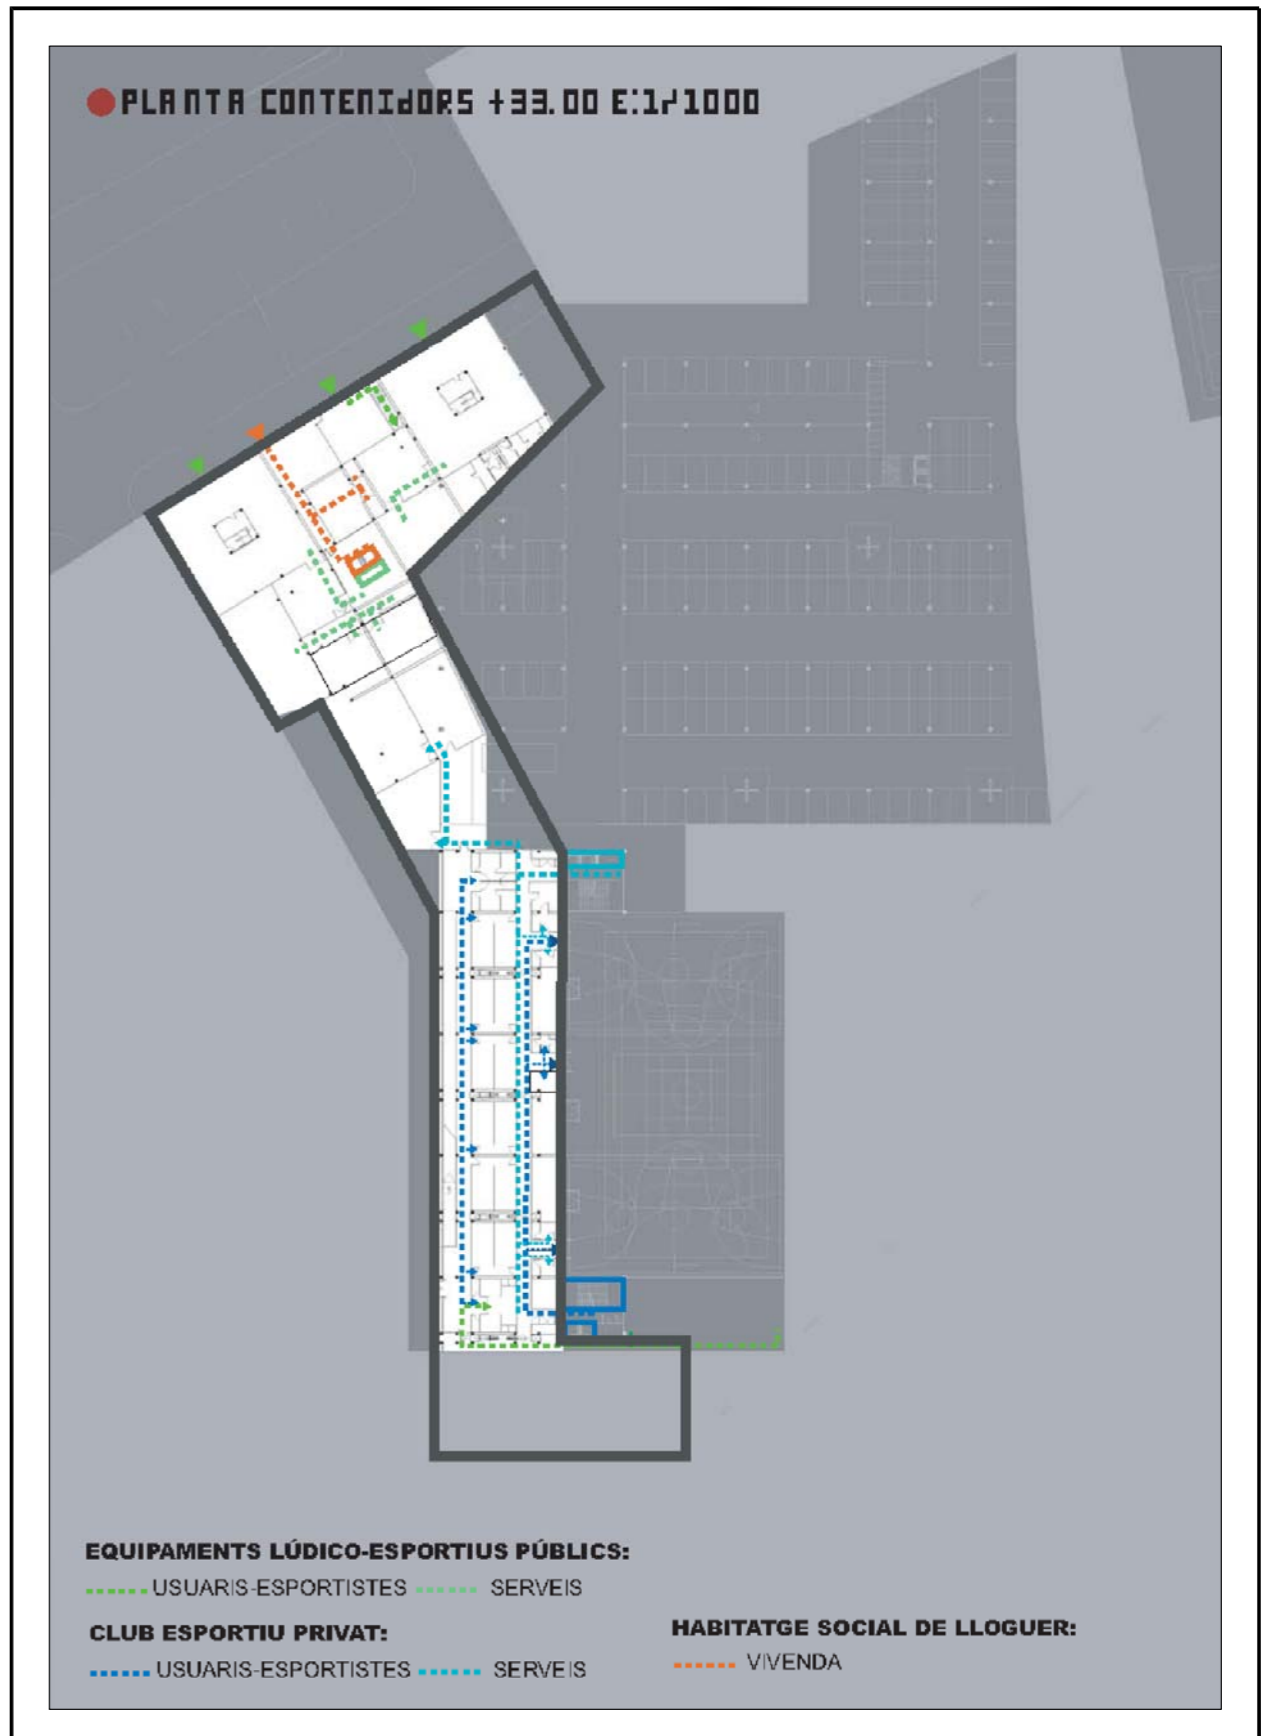 PLANTA CONTENIdORS +33.00 E:1/1000
EQUIPAMENTS LÚDICO-ESPORTIUS PÚBLICS:
USUARIS-ESPORTISTES SERVEIS
CLUB ESPORTIU PRIVAT:
USUARIS-ESPORTISTES SERVEIS
HABITATGE SOCIAL DE LLOGUER:
VIVENDA